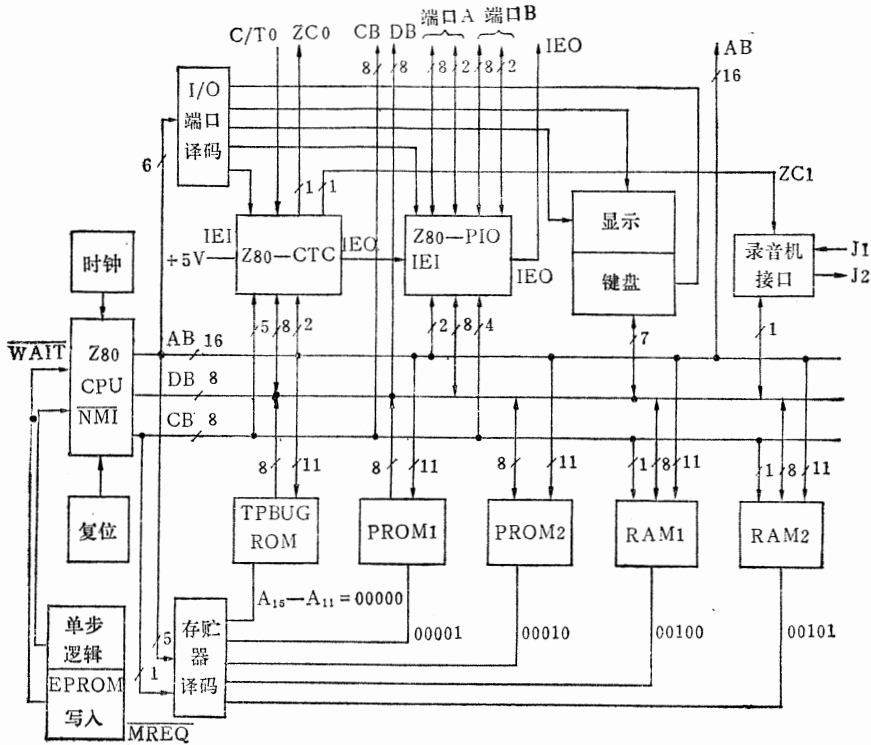 端口A 端口B
C/T0 ZC0 CB DB IEO AB
8 8 8 2 8 2 16
I/O
端口
译码
6
1 1 ZC1
IEI
+5V Z80—CTC IEO
Z80—PIO
IEI
IEO
显示
键盘
录音机
接口
J1
J2
时钟
5 8 2 2 8 4 7 1
WAIT
Z80
CPU
NMI
AB 16
DB 8
CB 8
复位
8 11 8 11 8 11 1 8 11 1 8 11
TPBUG
ROM
PROM1
PROM2
RAM1
RAM2
A15—A11=00000
00001 00010 00100 00101
单步
逻辑
EPROM
写入
5
1
存贮
器
译码
MREQ